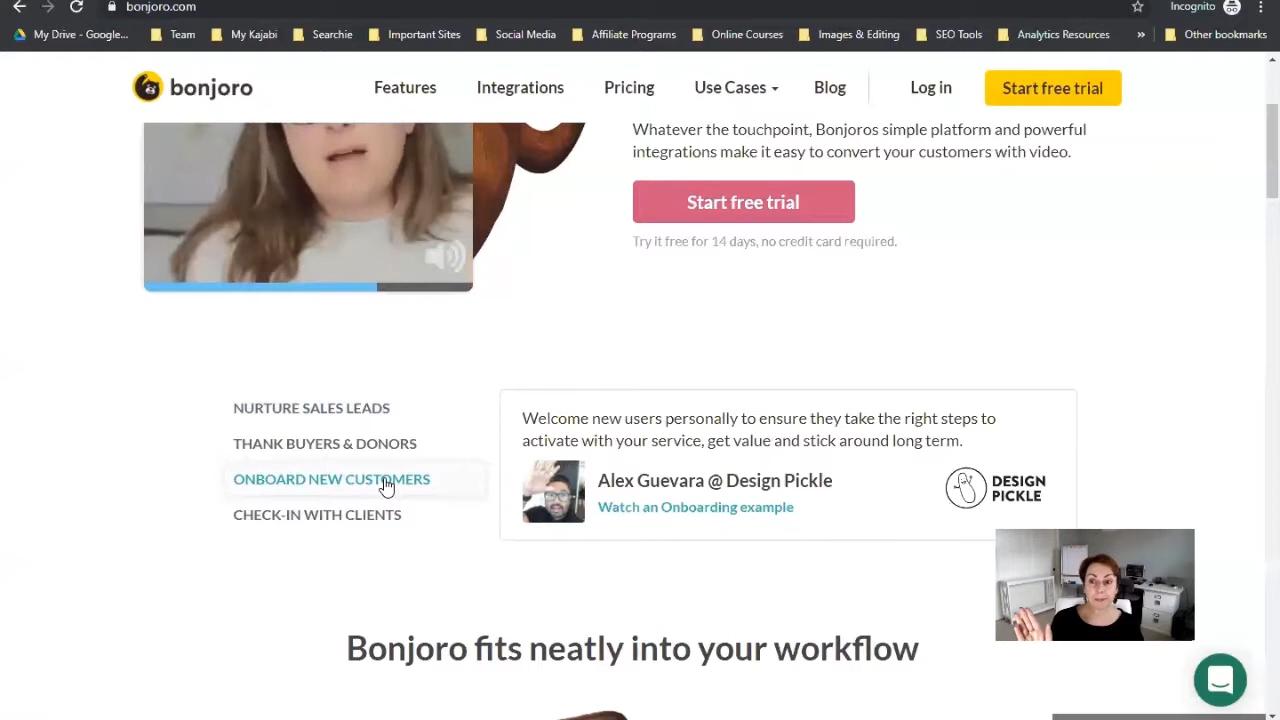 bonjoro.com
Incognito
My Drive - Google...
Team
My Kajabi
Searchie
Important Sites
Social Media
Affiliate Programs
Online Courses
Images & Editing
SEO Tools
Analytics Resources
»
Other bookmarks
bonjoro
Features
Integrations
Pricing
Use Cases
Blog
Log in
Start free trial
Whatever the touchpoint, Bonjoros simple platform and powerful
integrations make it easy to convert your customers with video.
Start free trial
Try it free for 14 days, no credit card required.
NURTURE SALES LEADS
THANK BUYERS & DONORS
ONBOARD NEW CUSTOMERS
CHECK-IN WITH CLIENTS
Welcome new users personally to ensure they take the right steps to
activate with your service, get value and stick around long term.
Alex Guevara @ Design Pickle
Watch an Onboarding example
DESIGN
PICKLE
Bonjoro fits neatly into your workflow